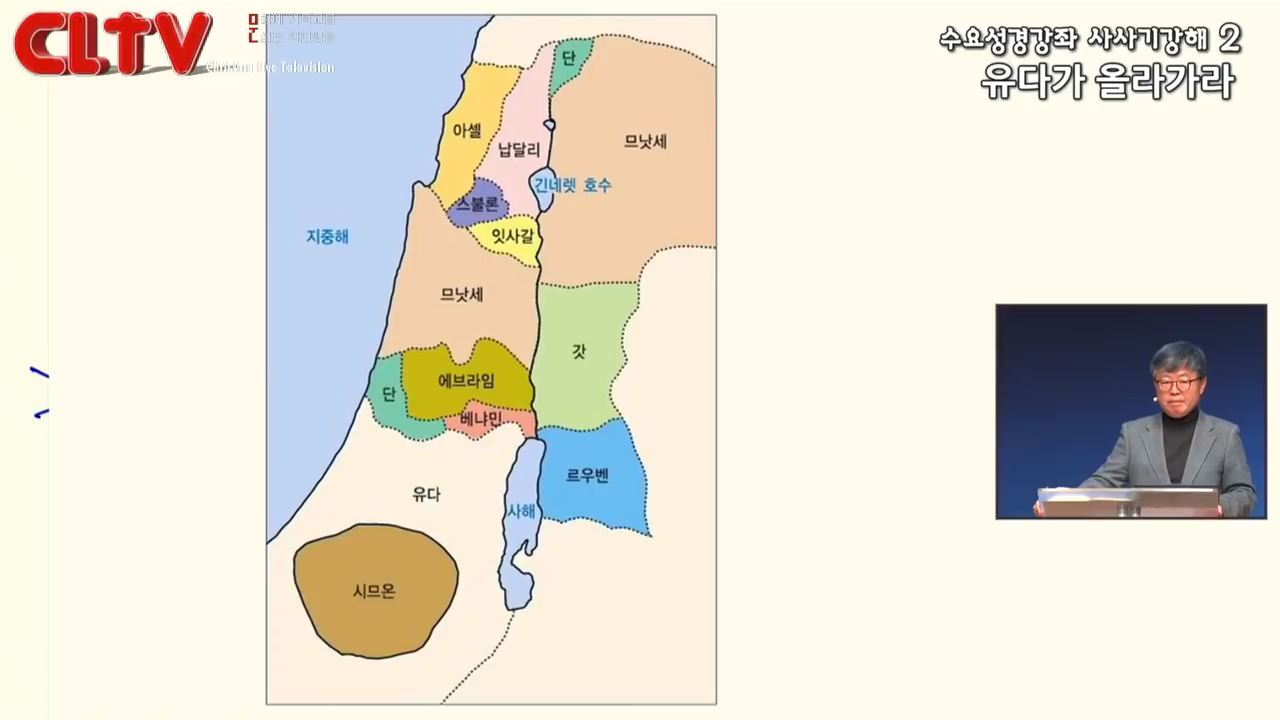 CLTV
Christian Live Television
수요성경강좌 사사기강해 2
유다가 올라가라
단
아셀
납달리
므낫세
긴네렛 호수
스불론
지중해
잇사갈
므낫세
갓
에브라임
단
베냐민
르우벤
유다
사해
시므온